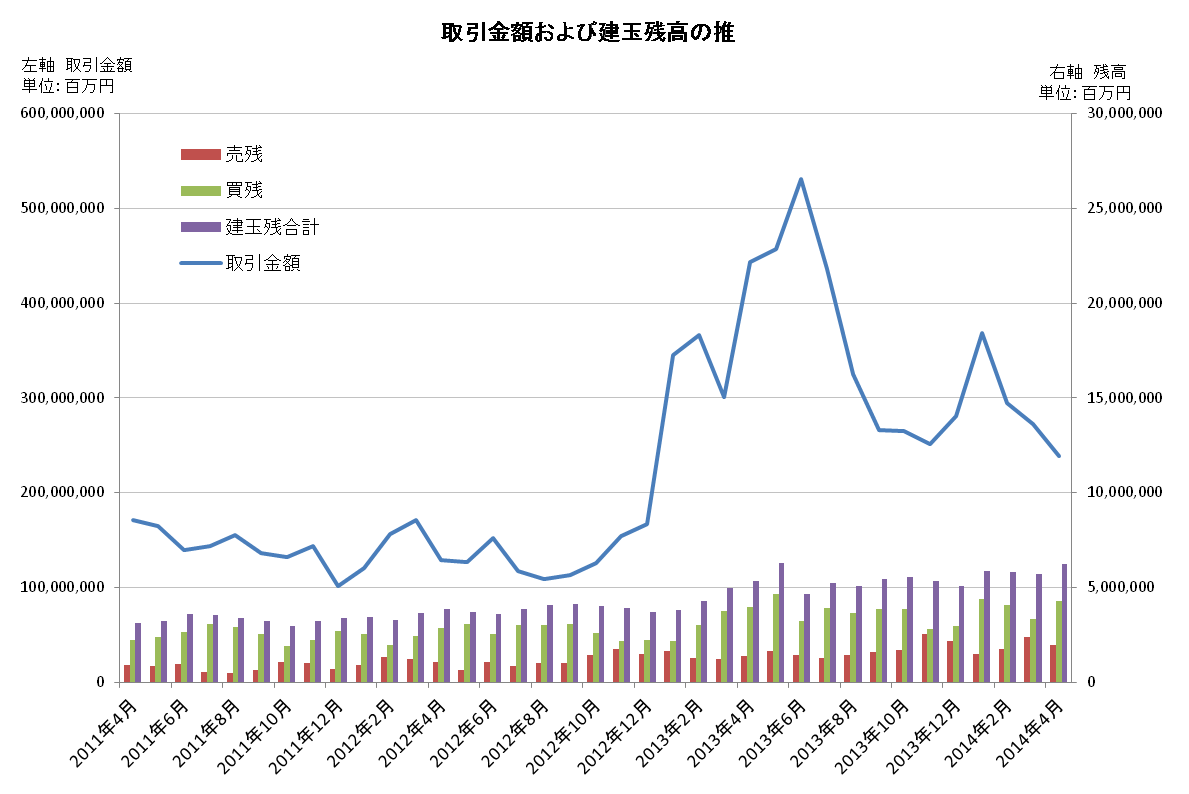 取引金額および建玉残高の推
左軸 取引金額
単位: 百万円
右軸 残高
単位: 百万円
600,000,000
500,000,000
400,000,000
300,000,000
200,000,000
100,000,000
0
30,000,000
25,000,000
20,000,000
15,000,000
10,000,000
5,000,000
0
売残
買残
建玉残合計
取引金額
2011年4月
2011年6月
2011年8月
2011年10月
2011年12月
2012年2月
2012年4月
2012年6月
2012年8月
2012年10月
2012年12月
2013年2月
2013年4月
2013年6月
2013年8月
2013年10月
2013年12月
2014年2月
2014年4月